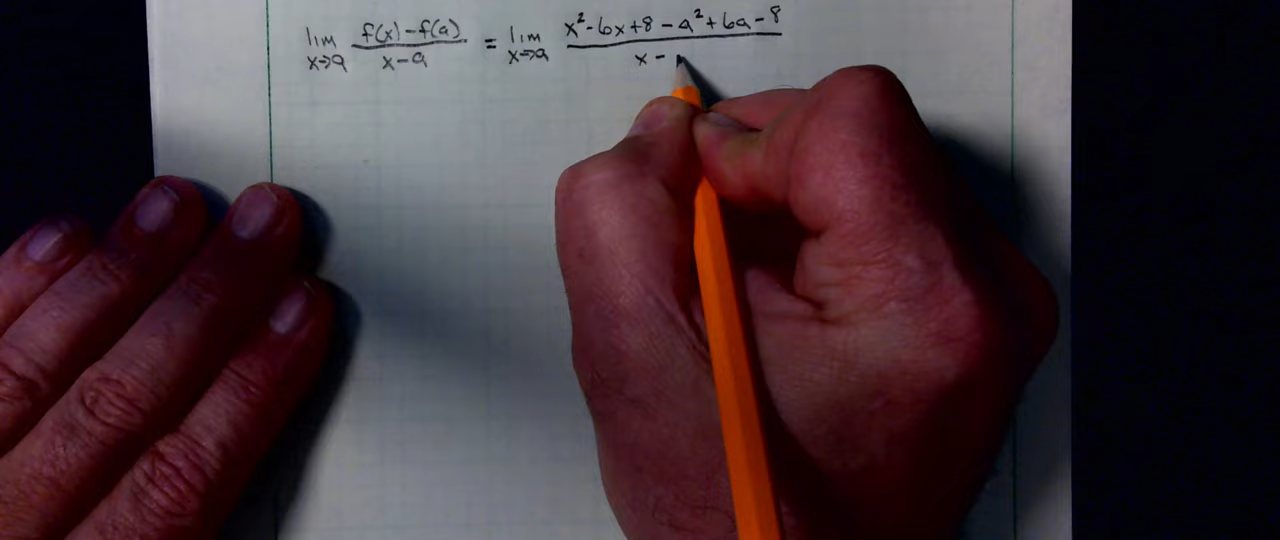 lim x→a f(x)-f(a) / x-a = lim x→a x²-6x+8-a²+6a-8 / x-